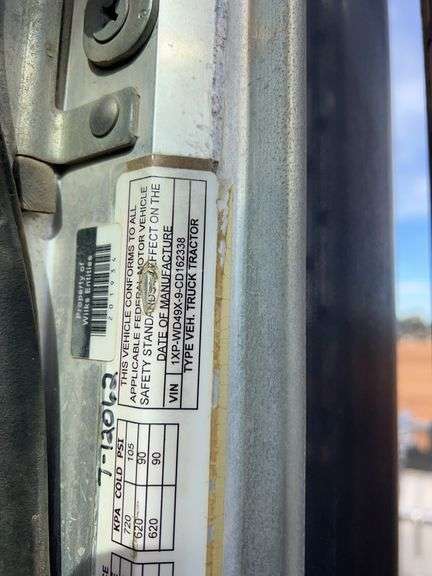 Property of
Wilks Entities
T-12062
THIS VEHICLE CONFORMS TO ALL
APPLICABLE FEDERAL MOTOR VEHICLE
SAFETY STANDARDS IN EFFECT ON THE
DATE OF MANUFACTURE
VIN 1XP-WD49X-9-CD162338
TYPE VEH. TRUCK TRACTOR
KPA COLD PSI
720 105
620 90
620 90